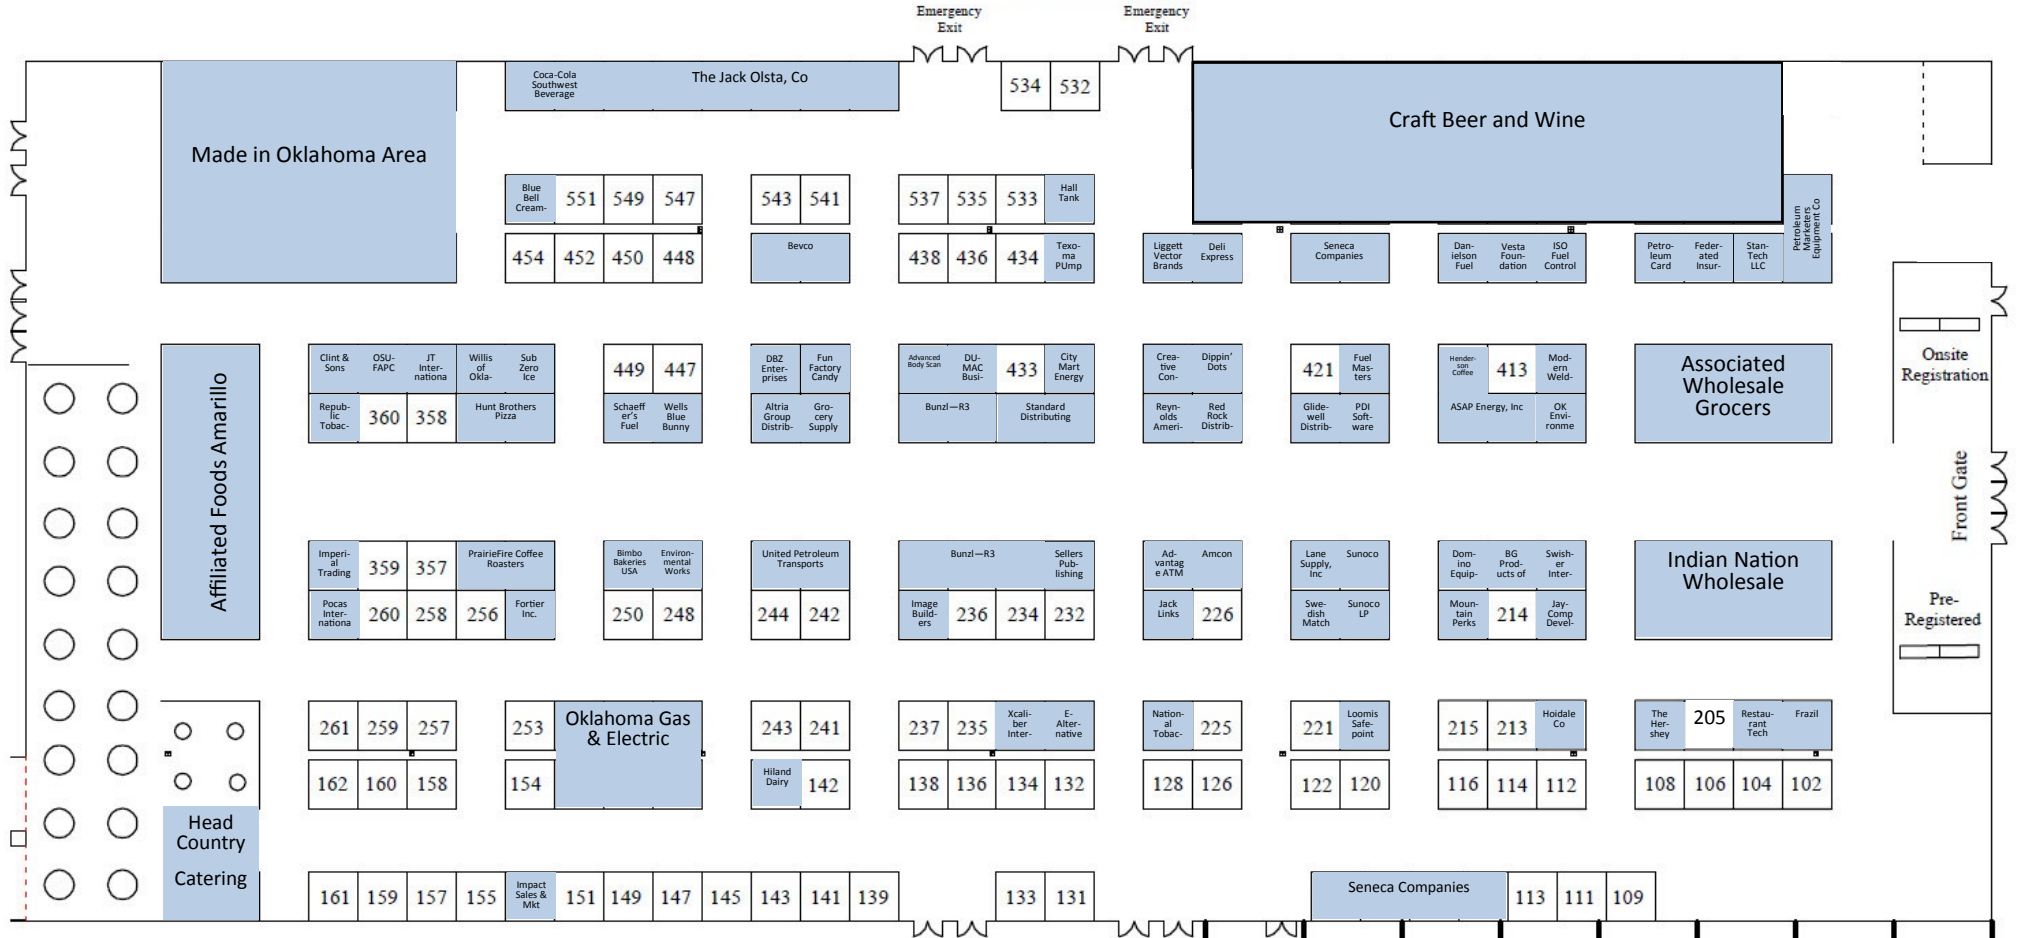 Emergency
Exit
Emergency
Exit
Coca-Cola
Southwest
Beverage
The Jack Olsta, Co
534
532
Craft Beer and Wine
Made in Oklahoma Area
Blue
Bell
Cream-
551
549
547
543
541
537
535
533
Hall
Tank
Petroleum
Marketers
Equipment Co
454
452
450
448
Bevco
438
436
434
Texo-
ma
PUmp
Liggett
Vector
Brands
Deli
Express
Seneca
Companies
Dan-
ielson
Fuel
Vesta
Foun-
dation
ISO
Fuel
Control
Petro-
leum
Card
Feder-
ated
Insur-
Stan-
Tech
LLC
Affiliated Foods Amarillo
Clint &
Sons
OSU-
FAPC
JT
Inter-
nationa
Willis
of
Okla-
Sub
Zero
Ice
449
447
DBZ
Enter-
prises
Fun
Factory
Candy
Advanced
Body Scan
DU-
MAC
Busi-
433
City
Mart
Energy
Crea-
tive
Con-
Dippin’
Dots
421
Fuel
Mas-
ters
Hender-
son
Coffee
413
Mod-
ern
Weld-
Associated
Wholesale
Grocers
Onsite
Registration
Repub-
lic
Tobac-
360
358
Hunt Brothers
Pizza
Schaeff
er’s
Fuel
Wells
Blue
Bunny
Altria
Group
Distrib-
Gro-
cery
Supply
Bunzl—R3
Standard
Distributing
Reyn-
olds
Ameri-
Red
Rock
Distrib-
Glide-
well
Distrib-
PDI
Soft-
ware
ASAP Energy, Inc
OK
Envi-
ronme
Front Gate
Imperi-
al
Trading
359
357
PrairieFire Coffee
Roasters
Bimbo
Bakeries
USA
Environ-
mental
Works
United Petroleum
Transports
Bunzl—R3
Sellers
Pub-
lishing
Ad-
vantag
e ATM
Amcon
Lane
Supply,
Inc
Sunoco
Dom-
ino
Equip-
BG
Prod-
ucts of
Swish-
er
Inter-
Indian Nation
Wholesale
Pre-
Registered
Pocas
Inter-
nationa
260
258
256
Fortier
Inc.
250
248
244
242
Image
Build-
ers
236
234
232
Jack
Links
226
Swe-
dish
Match
Sunoco
LP
Moun-
tain
Perks
214
Jay-
Comp
Devel-
261
259
257
253
Oklahoma Gas
& Electric
243
241
237
235
Xcali-
ber
Inter-
E-
Alter-
native
Nation-
al
Tobac-
225
221
Loomis
Safe-
point
215
213
Hoidale
Co
The
Her-
shey
205
Restau-
rant
Tech
Frazil
162
160
158
154
Hiland
Dairy
142
138
136
134
132
128
126
122
120
116
114
112
108
106
104
102
Head
Country
Catering
161
159
157
155
Impact
Sales &
Mkt
151
149
147
145
143
141
139
133
131
Seneca Companies
113
111
109